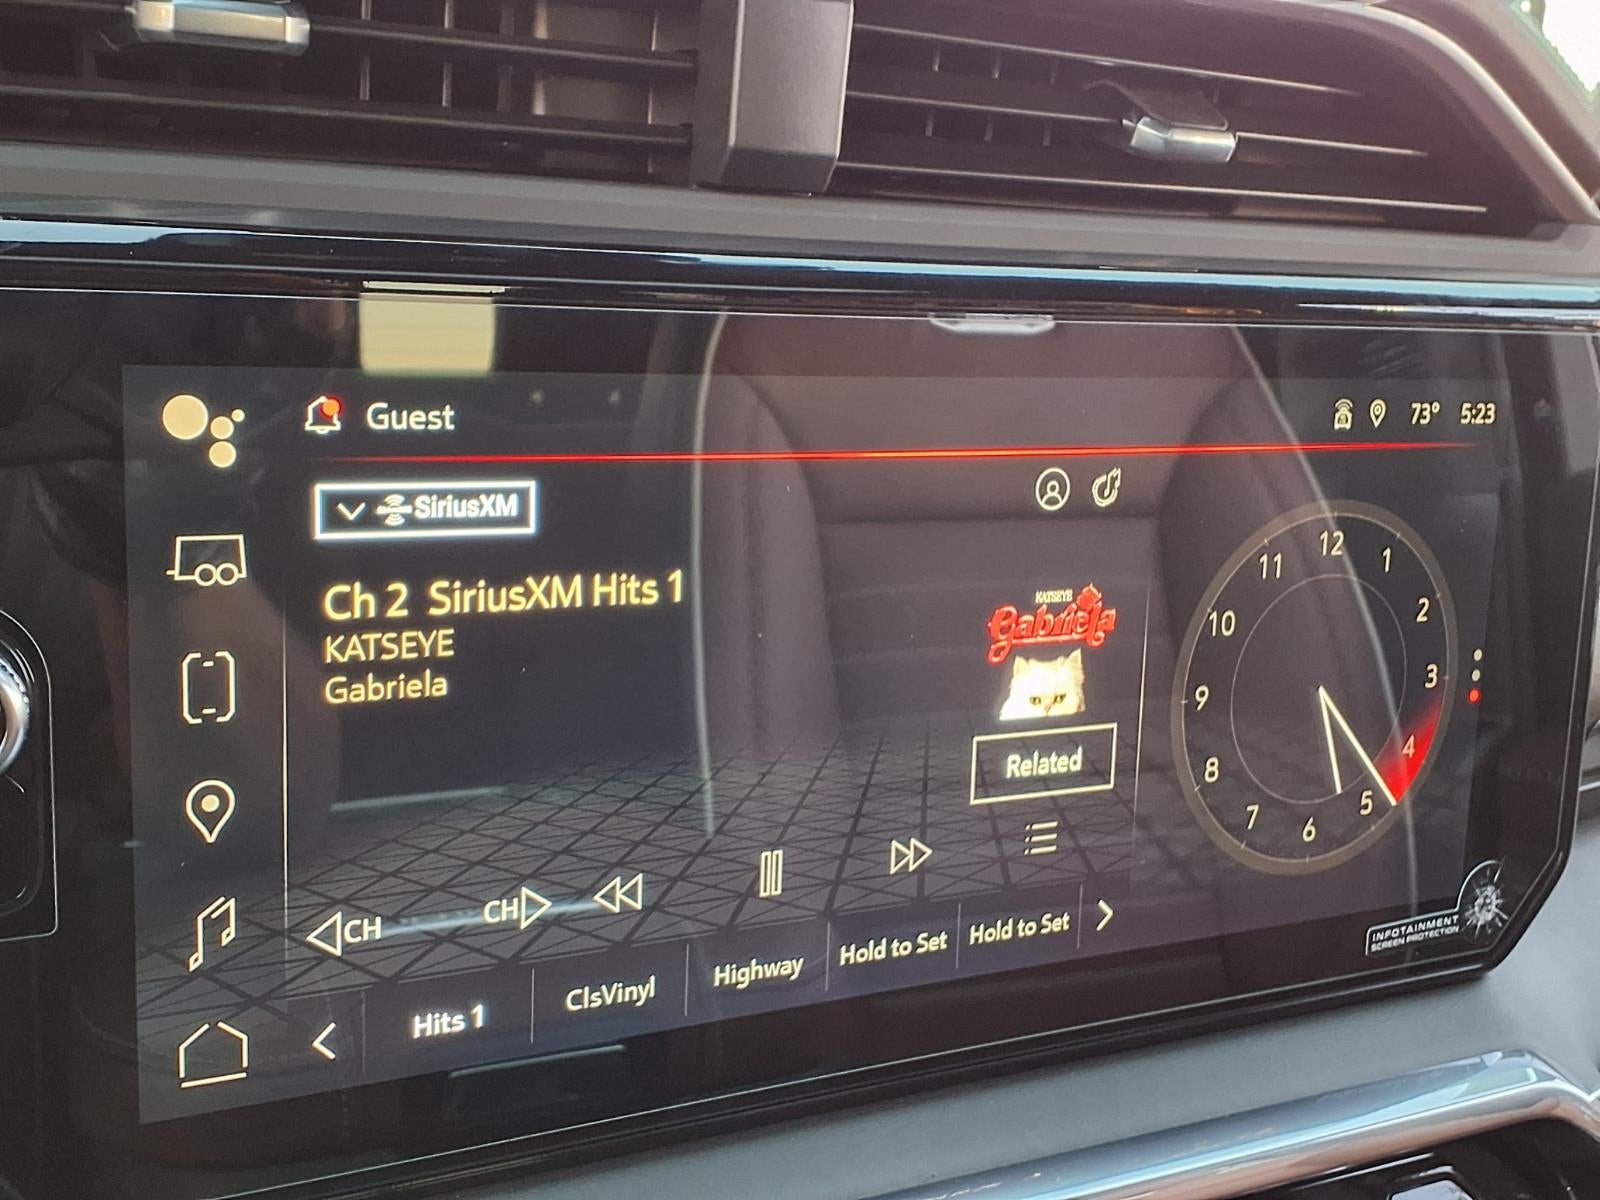 Guest
73° 5:23
SiriusXM
Ch 2 SiriusXM Hits 1
KATSEYE
Gabriela
KATSEYE
Gabriela
Related
12
1
2
3
4
5
6
7
8
9
10
11
CH
CH
Hits 1
ClsVinyl
Highway
Hold to Set
Hold to Set
INFOTAINMENT
SCREEN PROTECTION